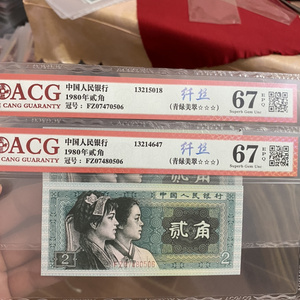 ACG
CANG GUARANTY
中国人民银行
1980年贰角
冠号：FZ07470506
13215018
纤丝
(青绿美翠☆☆☆)
67
EPQ
Superb Gem Unc
ACG
CANG GUARANTY
中国人民银行
1980年贰角
冠号：FZ07480506
13214647
纤丝
(青绿美翠☆☆☆)
67
EPQ
Superb Gem Unc
中国人民银行
贰角
2
2